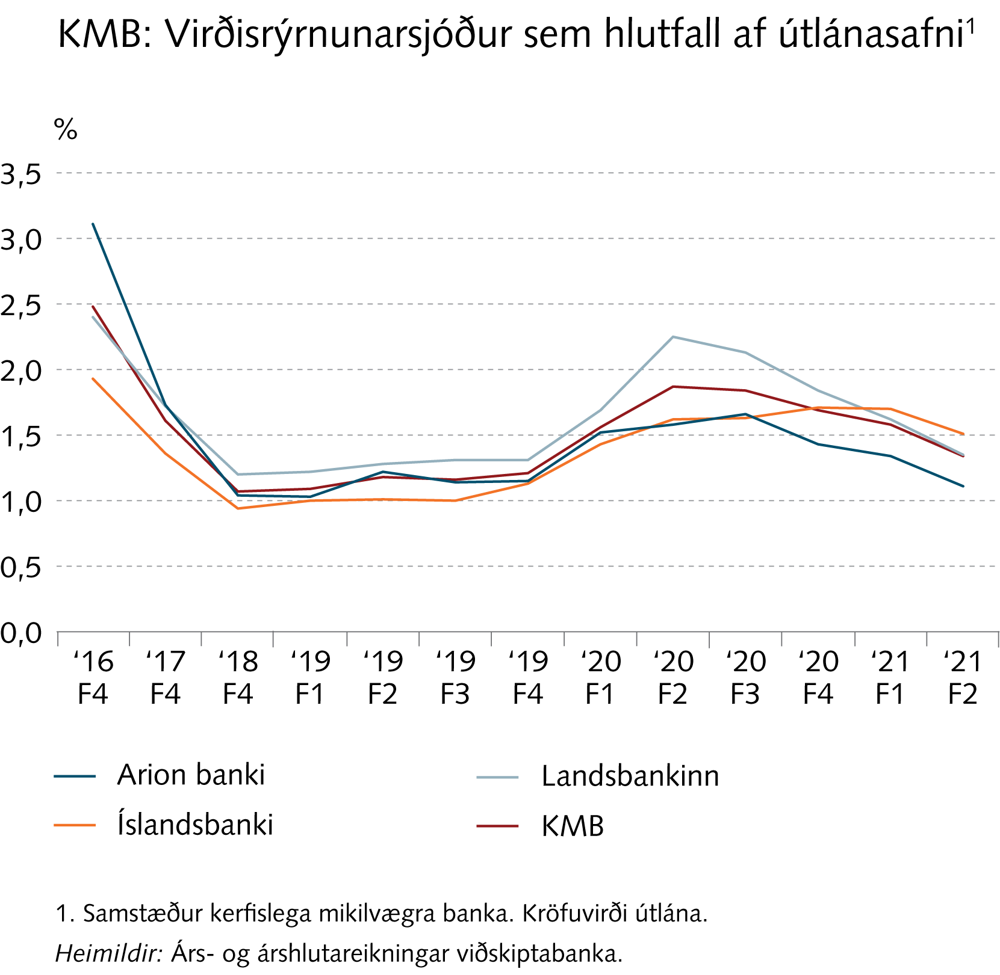 KMB: Virðisrýrnunarsjóður sem hlutfall af útlánasafni¹
%
3,5
3,0
2,5
2,0
1,5
1,0
0,5
0,0
‘16 ‘17 ‘18 ‘19 ‘19 ‘19 ‘19 ‘20 ‘20 ‘20 ‘20 ‘21 ‘21
F4 F4 F4 F1 F2 F3 F4 F1 F2 F3 F4 F1 F2
Arion banki
Landsbankinn
Íslandsbanki
KMB
1. Samstæður kerfislega mikilvægra banka. Kröfuvirði útlána.
Heimildir: Árs- og árshlutareikningar viðskiptabanka.